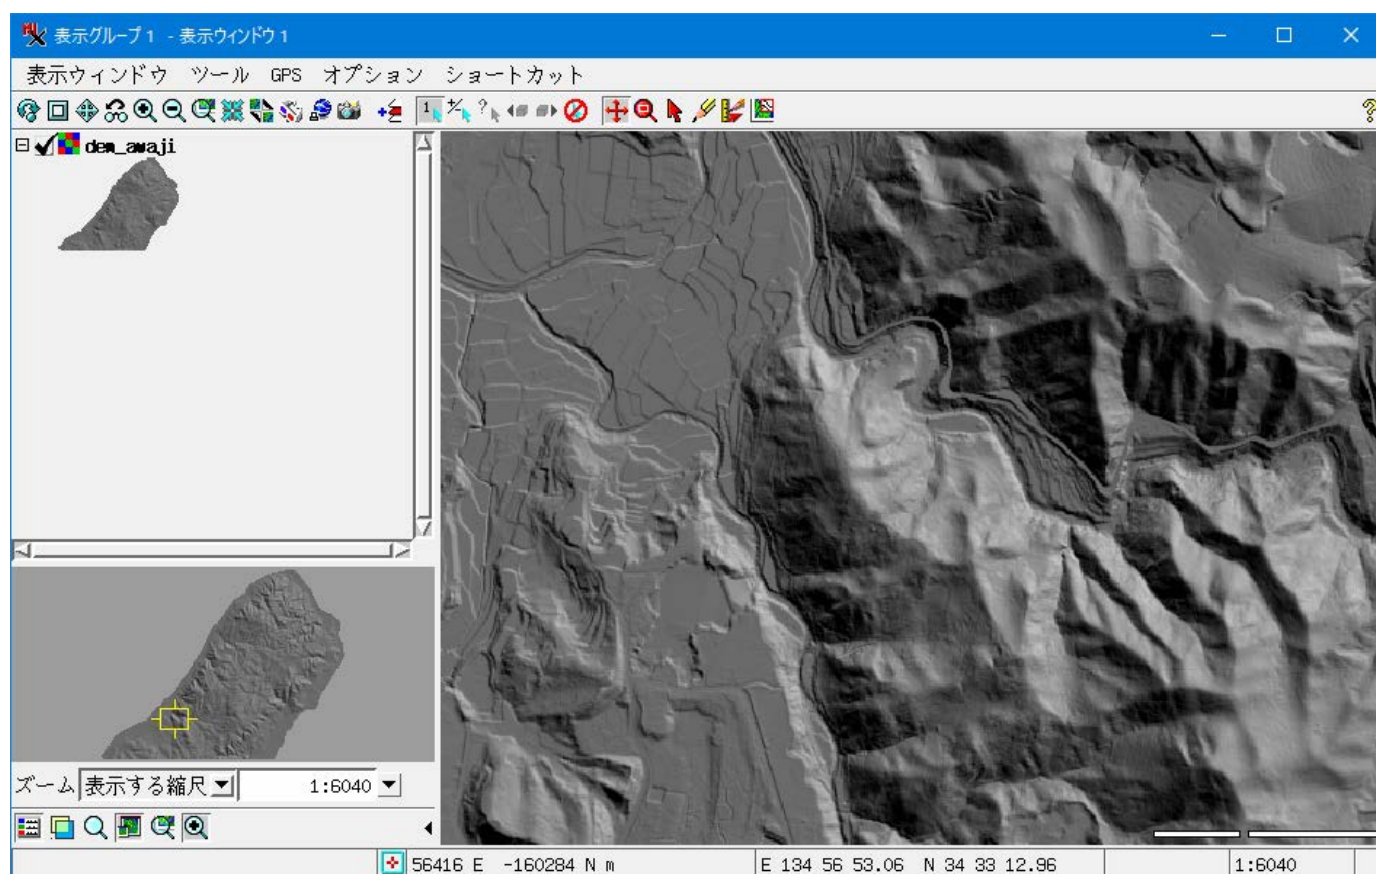 表示グループ 1 - 表示ウィンドウ 1
表示ウィンドウ ツール GPS オプション ショートカット
dem_awaji
ズーム 表示する縮尺 1:6040
56416 E -160284 N m E 134 56 53.06 N 34 33 12.96 1:6040